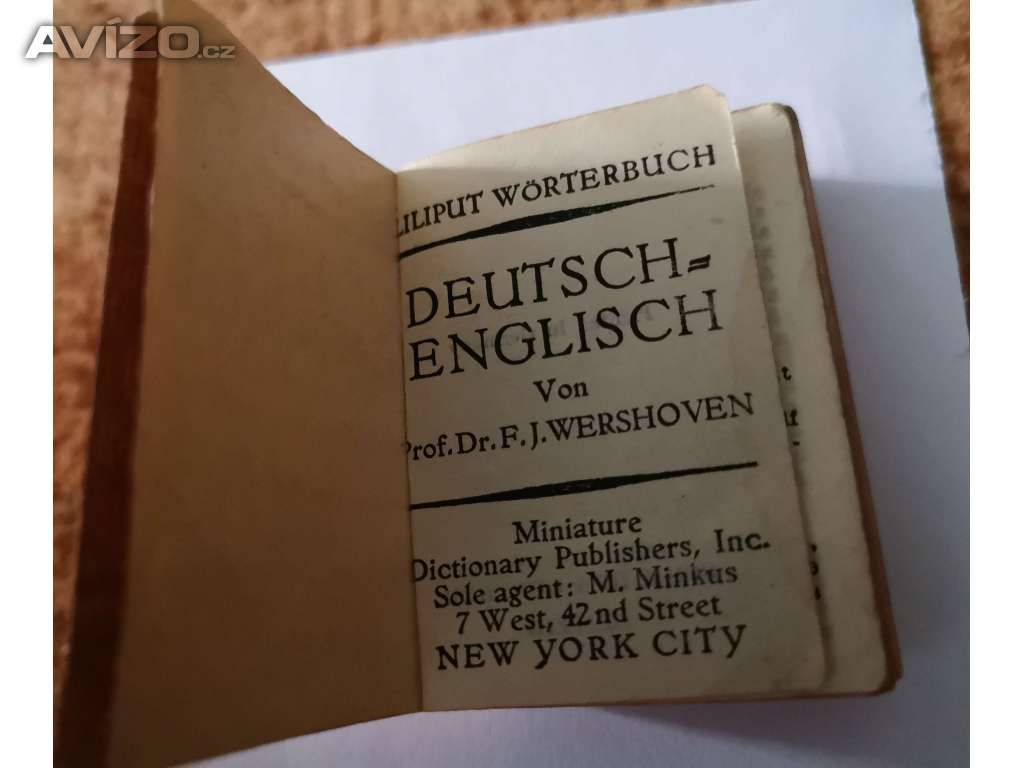 AVÍZO.cz
LILIPUT WÖRTERBUCH
DEUTSCH=
ENGLISCH
Von
Prof. Dr. F. J. WERSHOVEN
Miniature
Dictionary Publishers, Inc.
Sole agent: M. Minkus
7 West, 42nd Street
NEW YORK CITY